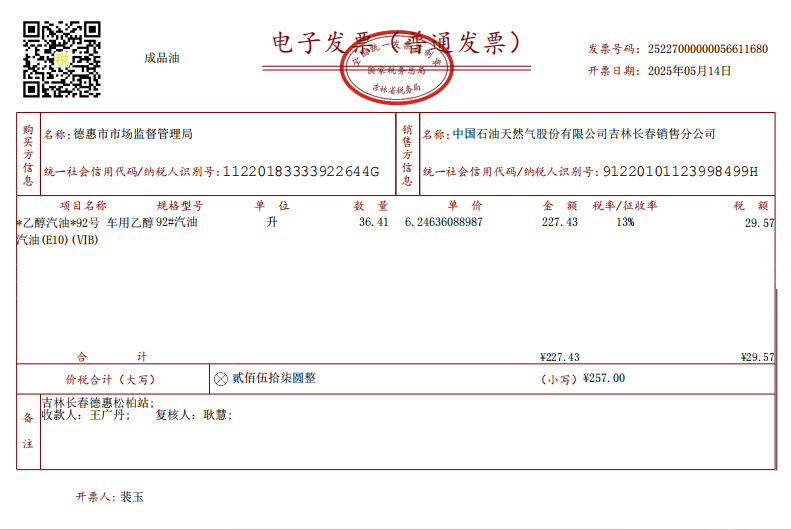 成品油
电子发票（普通发票）
全国统一发票监制章
国家税务总局
吉林省税务局
发票号码：25227000000056611680
开票日期：2025年05月14日
税
购买方信息
名称：德惠市市场监督管理局
统一社会信用代码/纳税人识别号：11220183333922644G
销售方信息
名称：中国石油天然气股份有限公司吉林长春销售分公司
统一社会信用代码/纳税人识别号：91220101123998499H
项目名称 规格型号 单位 数量 单价 金额 税率/征收率 税额
*乙醇汽油*92号 车用乙醇 92#汽油 升 36.41 6.24636088987 227.43 13% 29.57
汽油(E10)(VIB)
合计 ¥227.43 ¥29.57
价税合计（大写） 贰佰伍拾柒圆整 （小写）¥257.00
备注
吉林长春德惠松柏站;
收款人：王广丹; 复核人：耿慧;
开票人：裴玉